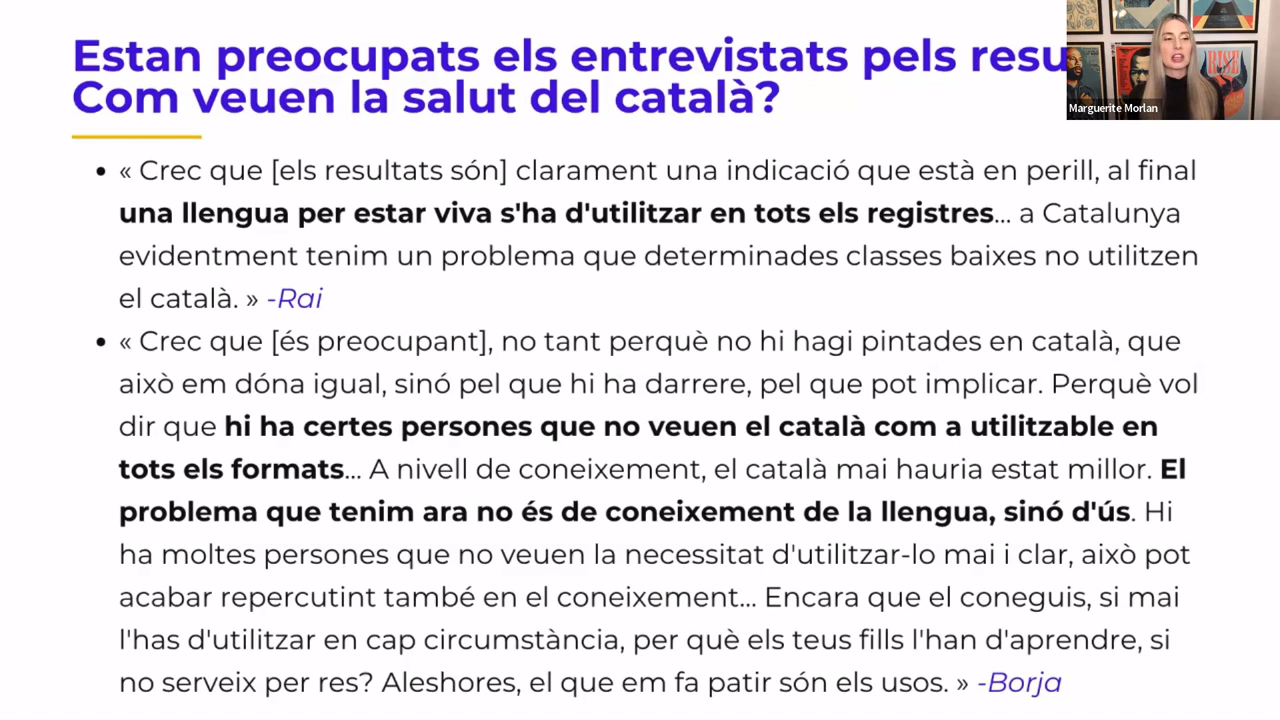 Estan preocupats els entrevistats pels resu
Com veuen la salut del català?
Marguerite Morlan
• « Crec que [els resultats són] clarament una indicació que està en perill, al final
una llengua per estar viva s'ha d'utilitzar en tots els registres... a Catalunya
evidentment tenim un problema que determinades classes baixes no utilitzen
el català. » -Rai
• « Crec que [és preocupant], no tant perquè no hi hagi pintades en català, que
això em dóna igual, sinó pel que hi ha darrere, pel que pot implicar. Perquè vol
dir que hi ha certes persones que no veuen el català com a utilitzable en
tots els formats... A nivell de coneixement, el català mai hauria estat millor. El
problema que tenim ara no és de coneixement de la llengua, sinó d'ús. Hi
ha moltes persones que no veuen la necessitat d'utilitzar-lo mai i clar, això pot
acabar repercutint també en el coneixement... Encara que el coneguis, si mai
l'has d'utilitzar en cap circumstància, per què els teus fills l'han d'aprendre, si
no serveix per res? Aleshores, el que em fa patir són els usos. » -Borja